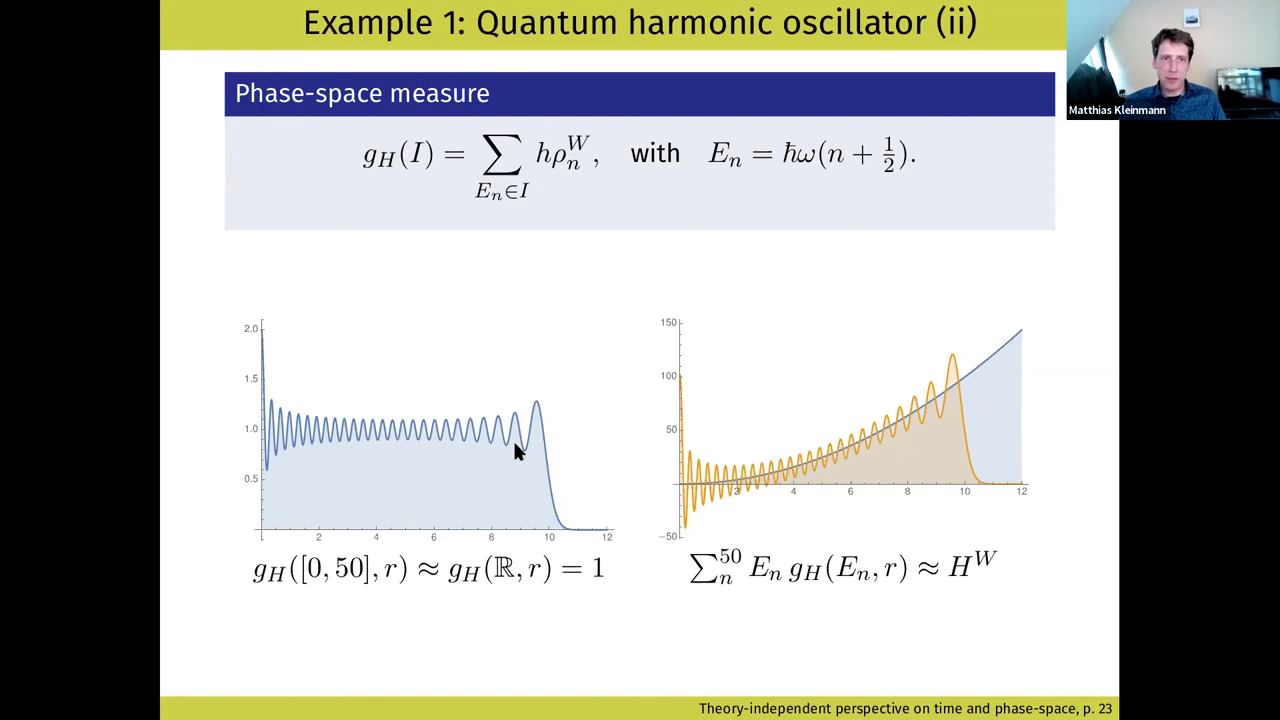 Example 1: Quantum harmonic oscillator (ii)
Matthias Kleinmann
Phase-space measure
g_H(I) = ∑_{E_n∈I} hρ_n^W, with E_n = ℏω(n + 1/2).
2.0
1.5
1.0
0.5
2 4 6 8 10 12
150
100
50
−50
2 4 6 8 10 12
g_H([0, 50], r) ≈ g_H(ℝ, r) = 1
∑_n^{50} E_n g_H(E_n, r) ≈ H^W
Theory-independent perspective on time and phase-space, p. 23